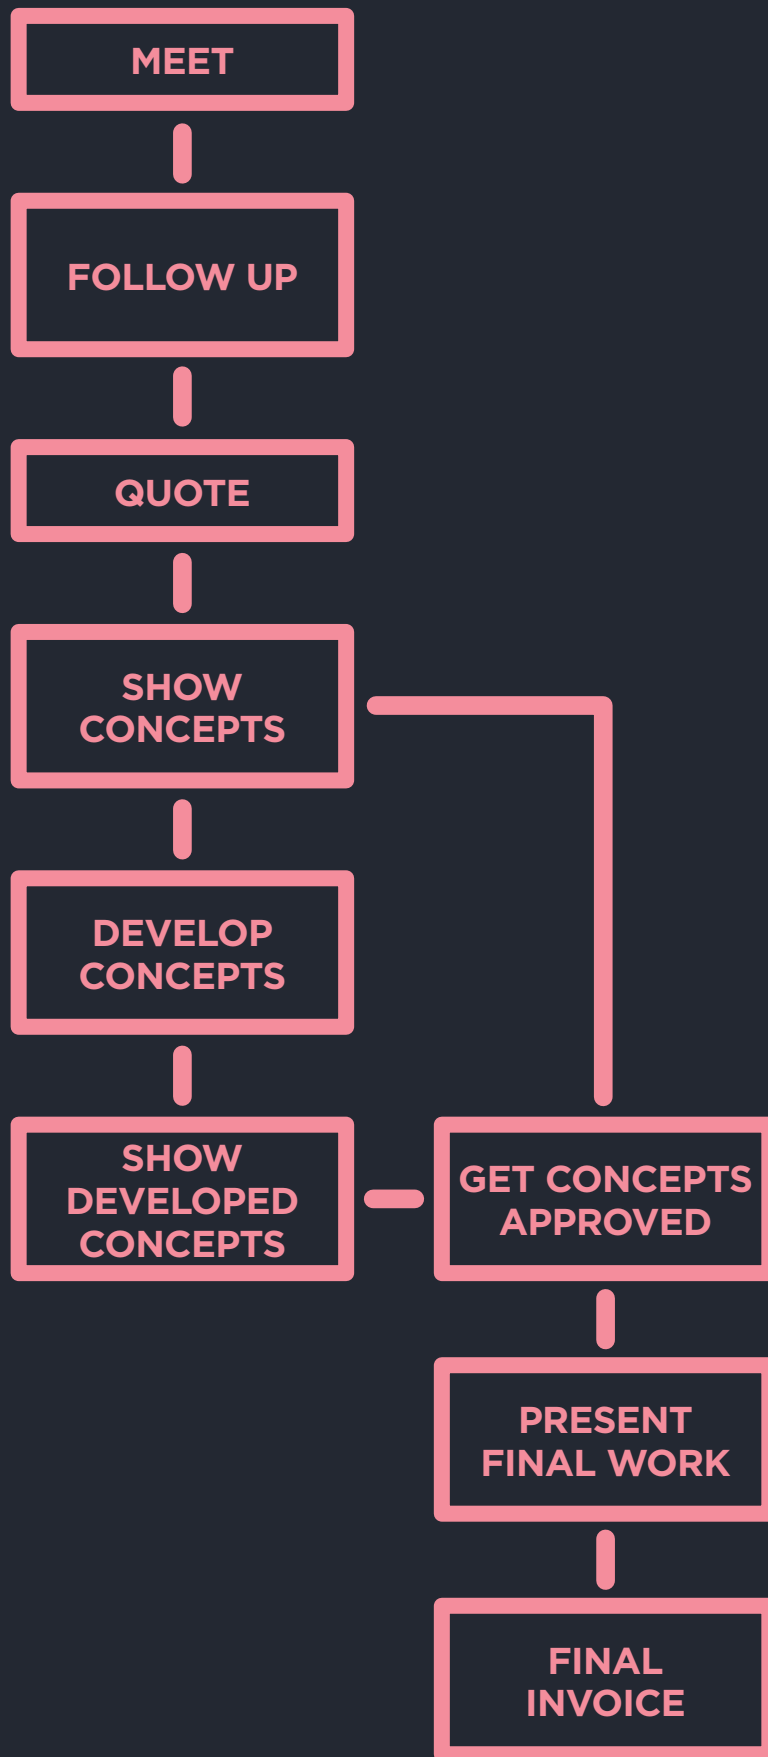 MEET
FOLLOW UP
QUOTE
SHOW
CONCEPTS
DEVELOP
CONCEPTS
SHOW
DEVELOPED
CONCEPTS
GET CONCEPTS
APPROVED
PRESENT
FINAL WORK
FINAL
INVOICE